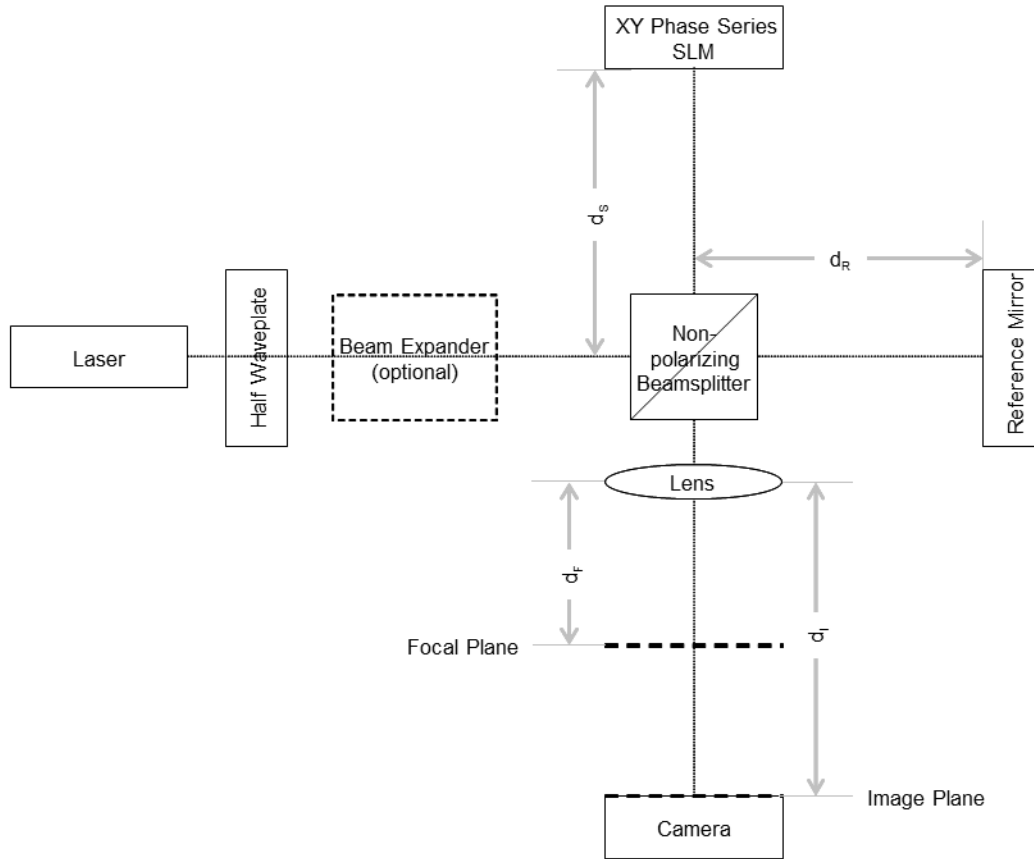 XY Phase Series
SLM
d_S
d_R
Laser
Half Waveplate
Beam Expander
(optional)
Non-
polarizing
Beamsplitter
Reference Mirror
Lens
d_F
d_I
Focal Plane
Image Plane
Camera